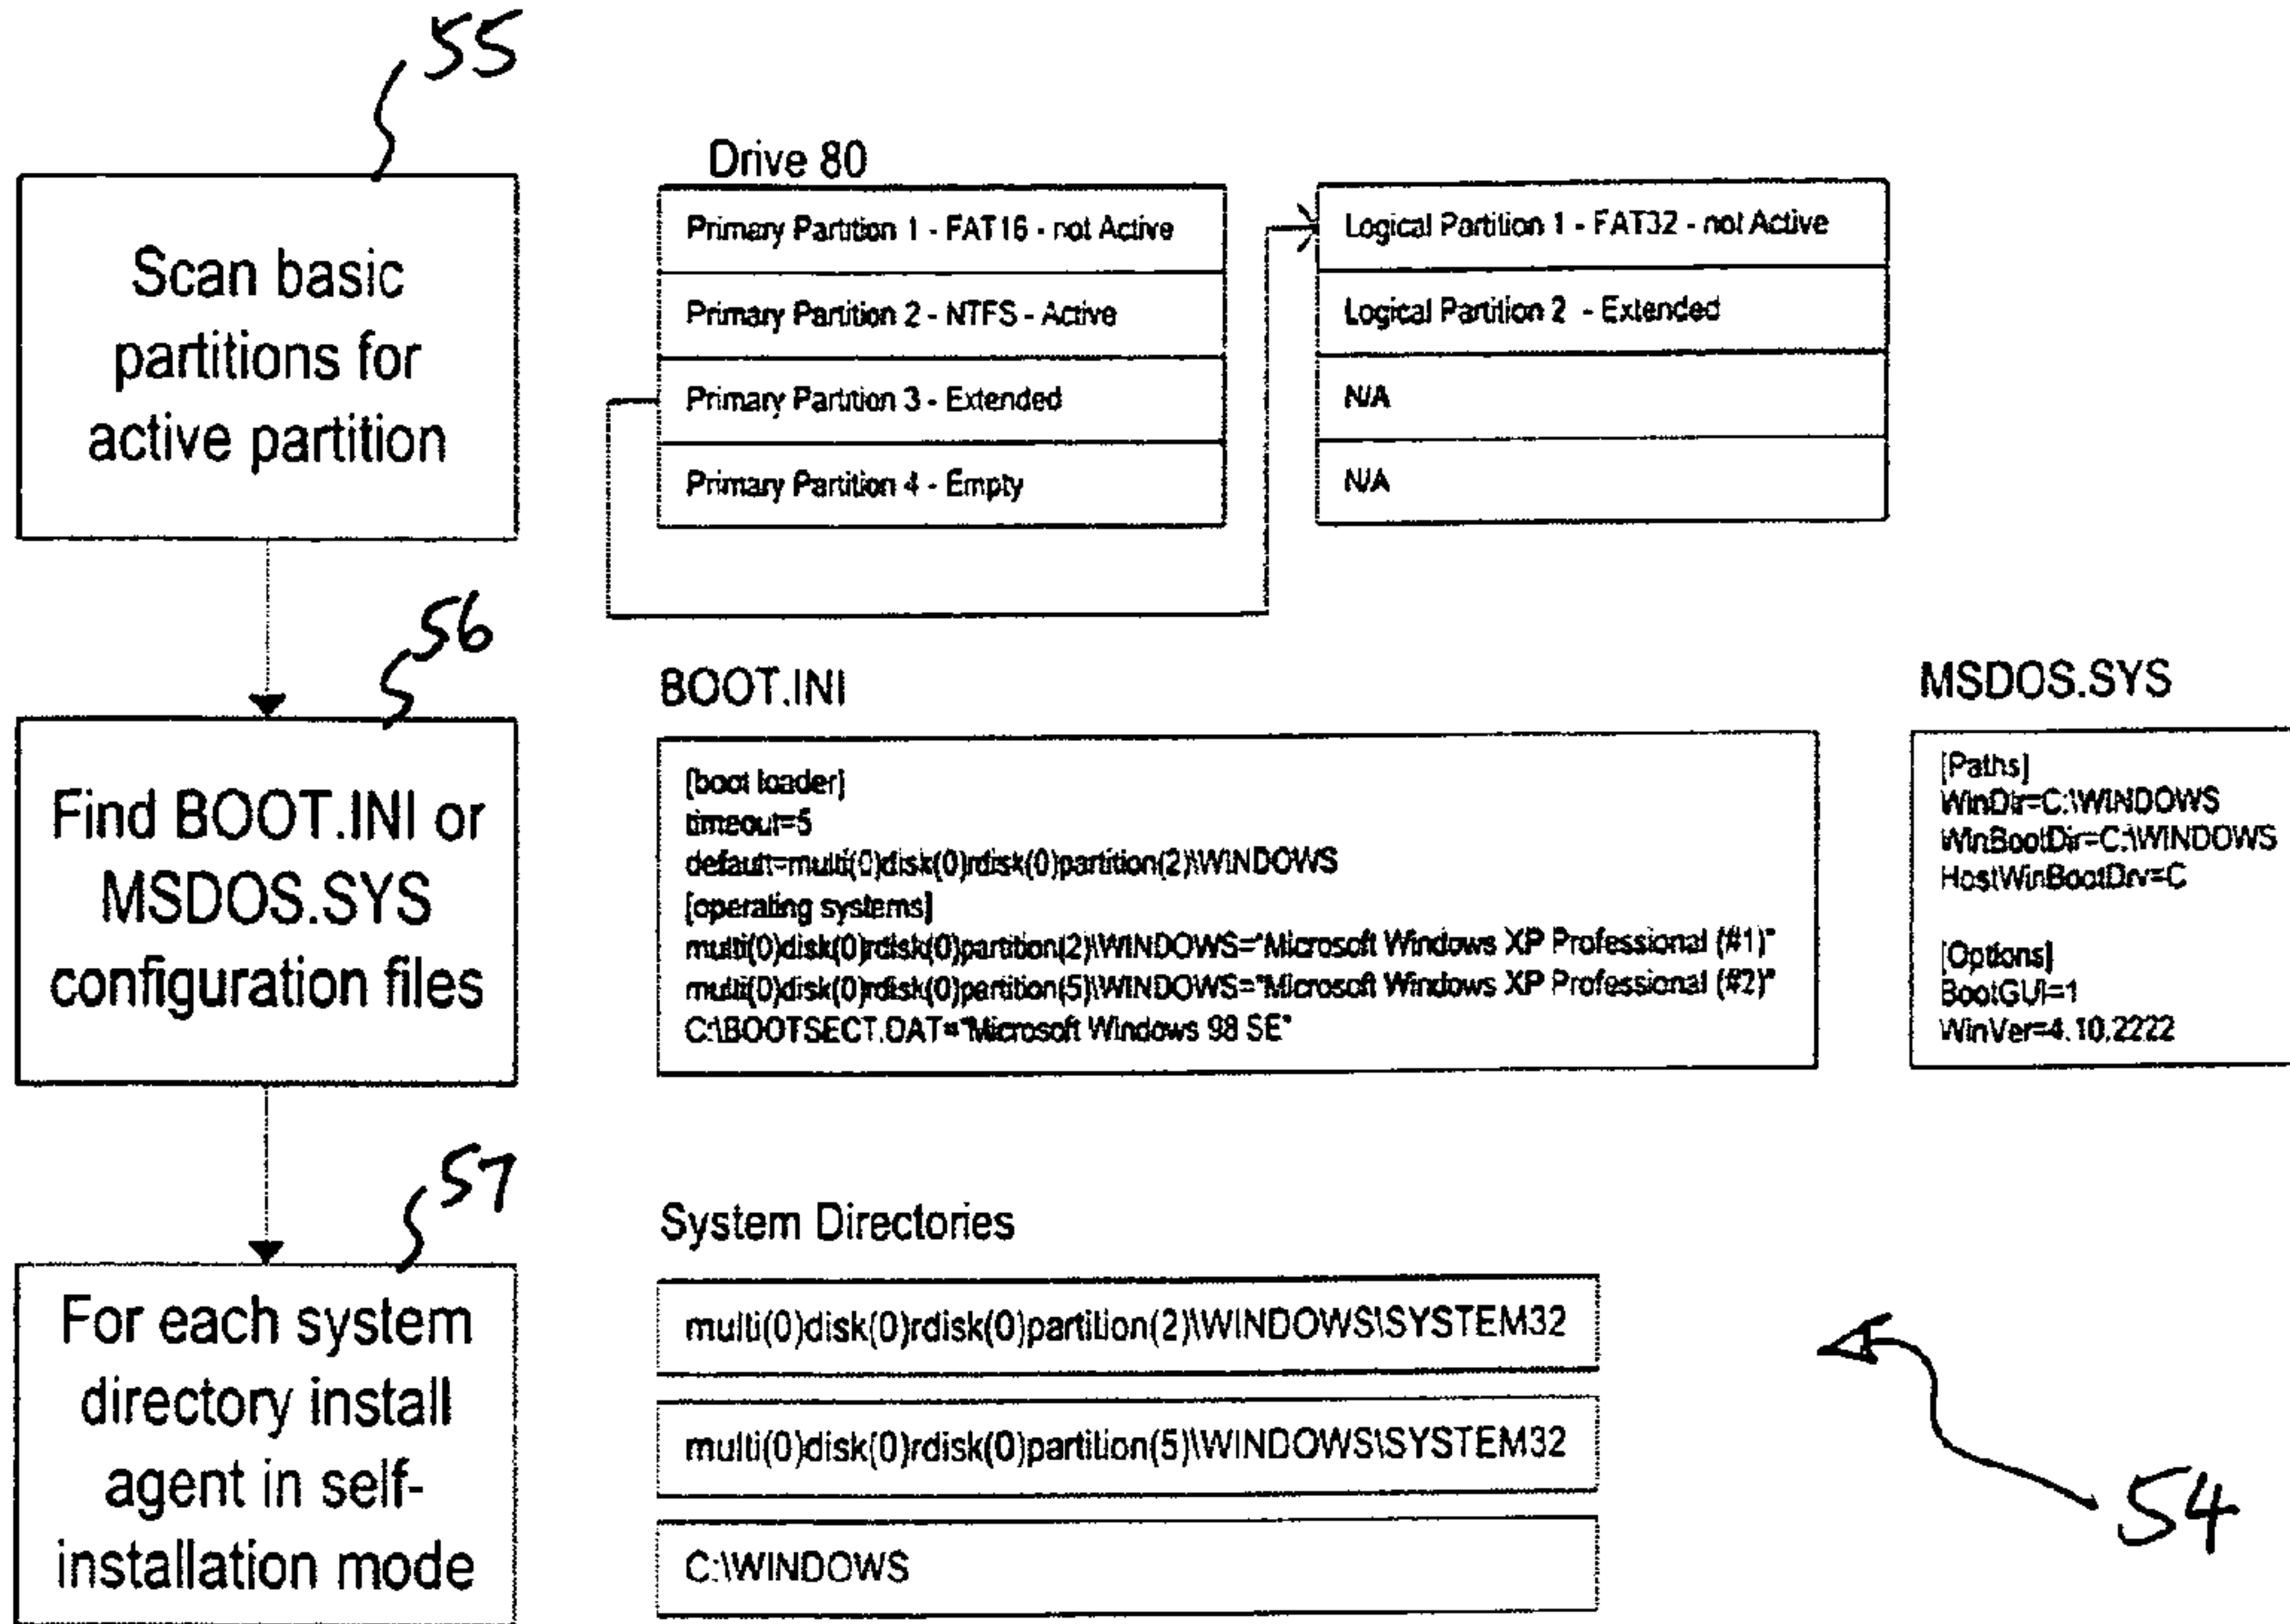 55
Scan basic
partitions for
active partition
Drive 80
Primary Partition 1 - FAT16 - not Active
Primary Partition 2 - NTFS - Active
Primary Partition 3 - Extended
Primary Partition 4 - Empty
Logical Partition 1 - FAT32 - not Active
Logical Partition 2 - Extended
N/A
N/A
56
Find BOOT.INI or
MSDOS.SYS
configuration files
BOOT.INI
[boot loader]
timeout=5
default=multi(0)disk(0)rdisk(0)partition(2)\WINDOWS
[operating systems]
multi(0)disk(0)rdisk(0)partition(2)\WINDOWS="Microsoft Windows XP Professional (#1)"
multi(0)disk(0)rdisk(0)partition(5)\WINDOWS="Microsoft Windows XP Professional (#2)"
C:\BOOTSECT.DAT="Microsoft Windows 98 SE"
MSDOS.SYS
[Paths]
WinDir=C:\WINDOWS
WinBootDir=C:\WINDOWS
HostWinBootDrv=C
[Options]
BootGUI=1
WinVer=4.10.2222
57
For each system
directory install
agent in self-
installation mode
System Directories
multi(0)disk(0)rdisk(0)partition(2)\WINDOWS\SYSTEM32
multi(0)disk(0)rdisk(0)partition(5)\WINDOWS\SYSTEM32
C:\WINDOWS
54